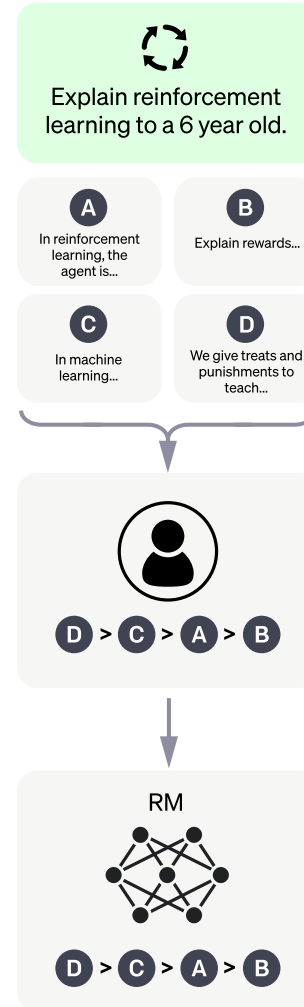 Explain reinforcement
learning to a 6 year old.
A
In reinforcement
learning, the
agent is...
B
Explain rewards...
C
In machine
learning...
D
We give treats and
punishments to
teach...
D > C > A > B
RM
D > C > A > B